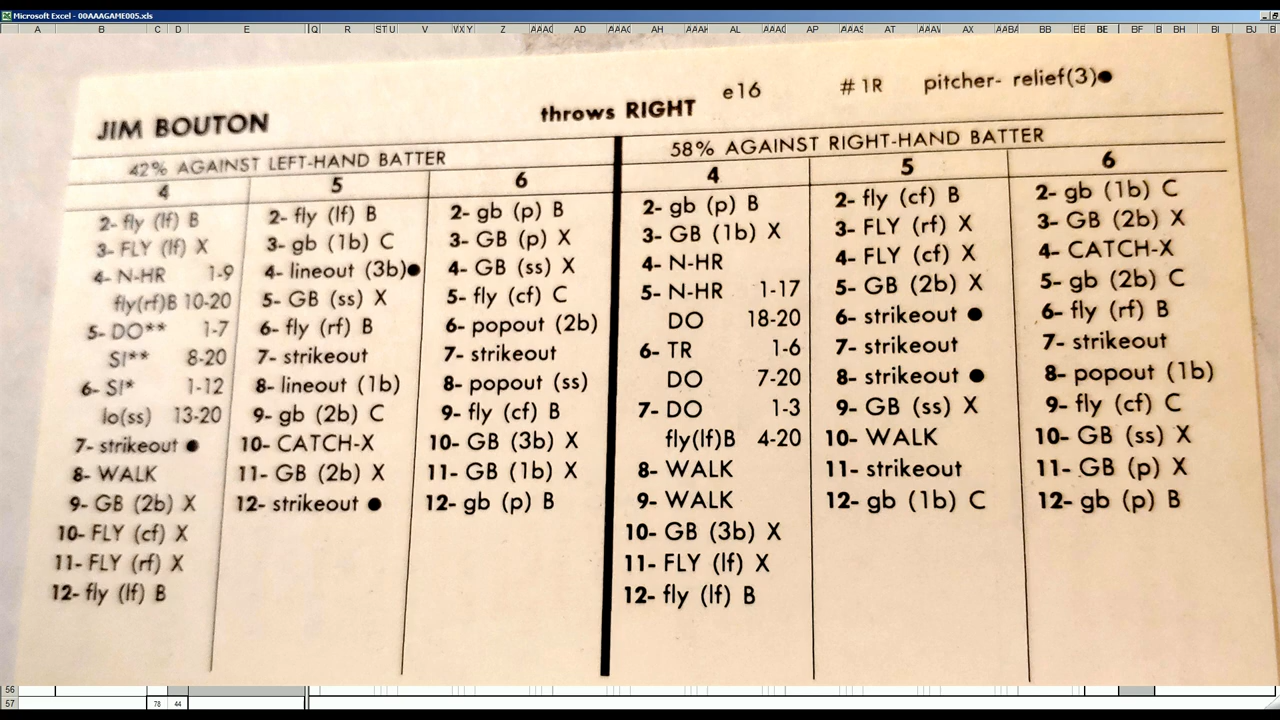 Microsoft Excel - 00AAAGAME005.xls
JIM BOUTON throws RIGHT e16 # 1R pitcher- relief(3)●
42% AGAINST LEFT-HAND BATTER
4
2- fly (lf) B
3- FLY (lf) X
4- N-HR 1-9
fly(rf)B 10-20
5- DO** 1-7
SI** 8-20
6- SI* 1-12
lo(ss) 13-20
7- strikeout ●
8- WALK
9- GB (2b) X
10- FLY (cf) X
11- FLY (rf) X
12- fly (lf) B
5
2- fly (lf) B
3- gb (1b) C
4- lineout (3b)●
5- GB (ss) X
6- fly (rf) B
7- strikeout
8- lineout (1b)
9- gb (2b) C
10- CATCH-X
11- GB (2b) X
12- strikeout ●
6
2- gb (p) B
3- GB (p) X
4- GB (ss) X
5- fly (cf) C
6- popout (2b)
7- strikeout
8- popout (ss)
9- fly (cf) B
10- GB (3b) X
11- GB (1b) X
12- gb (p) B
58% AGAINST RIGHT-HAND BATTER
4
2- gb (p) B
3- GB (1b) X
4- N-HR
5- N-HR 1-17
DO 18-20
6- TR 1-6
DO 7-20
7- DO 1-3
fly(lf)B 4-20
8- WALK
9- WALK
10- GB (3b) X
11- FLY (lf) X
12- fly (lf) B
5
2- fly (cf) B
3- FLY (rf) X
4- FLY (cf) X
5- GB (2b) X
6- strikeout ●
7- strikeout
8- strikeout ●
9- GB (ss) X
10- WALK
11- strikeout
12- gb (1b) C
6
2- gb (1b) C
3- GB (2b) X
4- CATCH-X
5- gb (2b) C
6- fly (rf) B
7- strikeout
8- popout (1b)
9- fly (cf) C
10- GB (ss) X
11- GB (p) X
12- gb (p) B
56
57 78 44